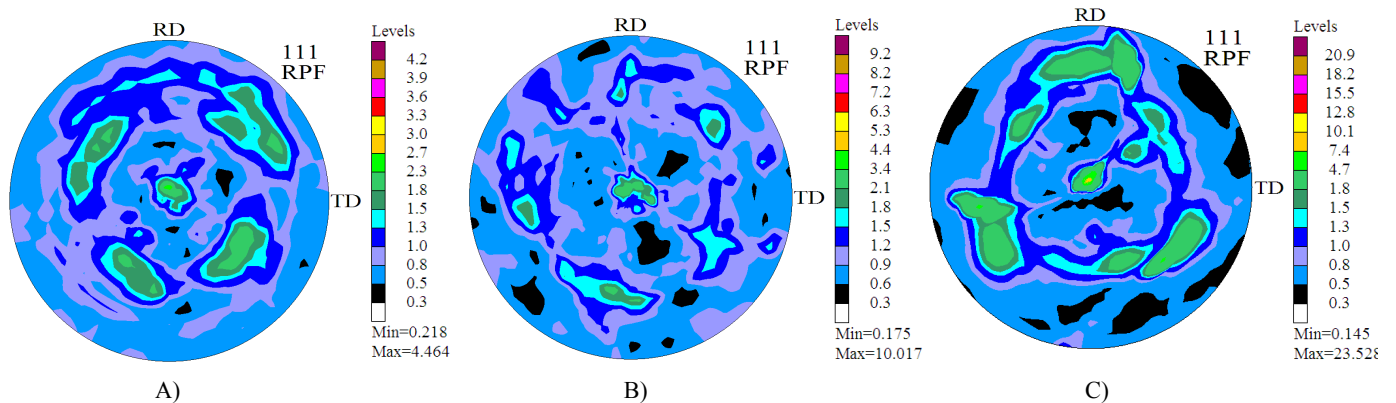 RD
111
RPF
TD
Levels
4.2
3.9
3.6
3.3
3.0
2.7
1.8
1.5
1.3
1.0
0.8
0.5
0.3
Min=0.218
Max=4.464
A)
RD
111
RPF
TD
Levels
9.2
8.2
7.2
6.3
5.3
4.4
3.4
2.1
1.8
1.5
1.2
0.9
0.6
0.3
Min=0.175
Max=10.017
B)
RD
111
RPF
TD
Levels
20.9
18.2
15.5
12.8
10.1
7.4
4.7
1.8
1.5
1.3
1.0
0.8
0.5
0.3
Min=0.145
Max=23.528
C)